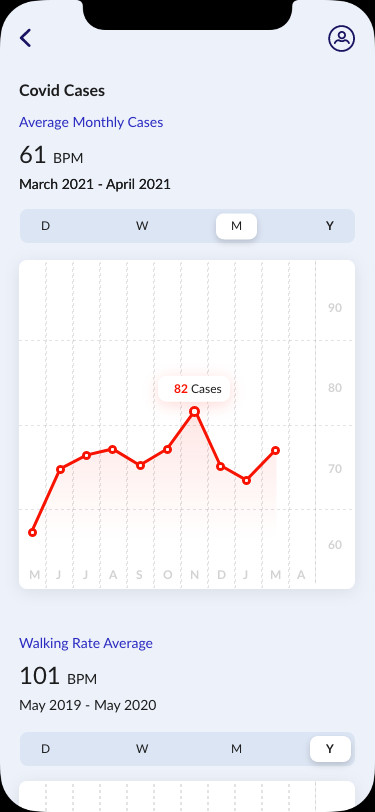 Covid Cases
Average Monthly Cases
61 BPM
March 2021 - April 2021
D W M Y
90
80
82 Cases
70
60
M J J A S O N D J M A
Walking Rate Average
101 BPM
May 2019 - May 2020
D W M Y